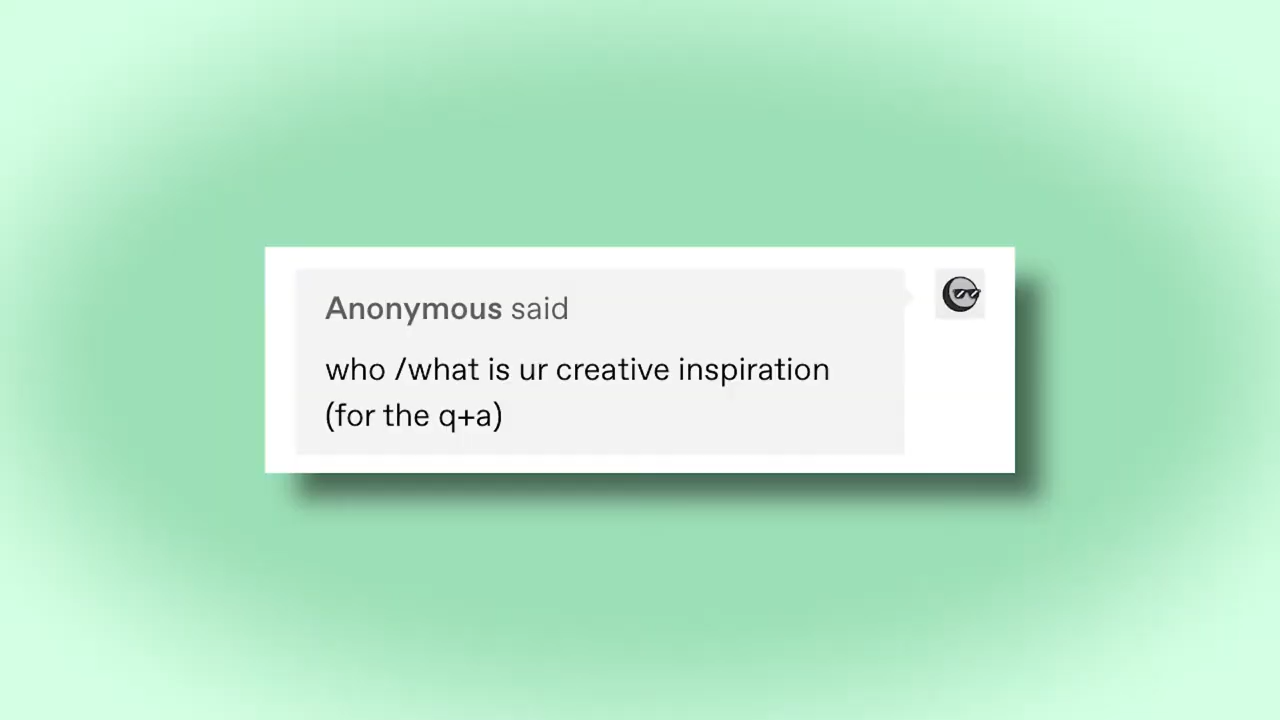 Anonymous said
who /what is ur creative inspiration
(for the q+a)